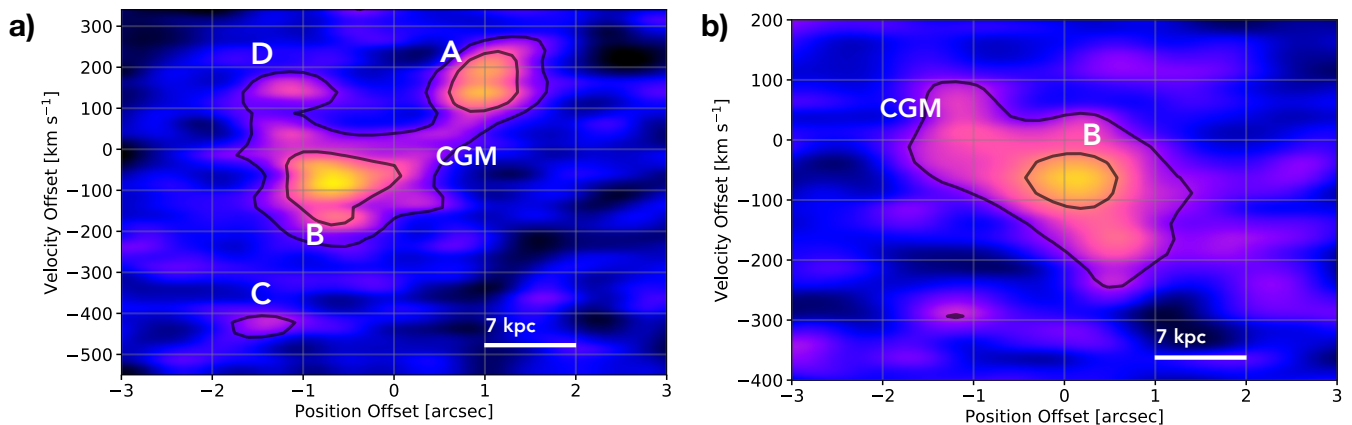 a)
D
A
CGM
B
C
7 kpc
300
200
100
0
−100
−200
−300
−400
−500
Velocity Offset [km s⁻¹]
−3 −2 −1 0 1 2 3
Position Offset [arcsec]
b)
CGM
B
7 kpc
200
100
0
−100
−200
−300
−400
Velocity Offset [km s⁻¹]
−3 −2 −1 0 1 2 3
Position Offset [arcsec]